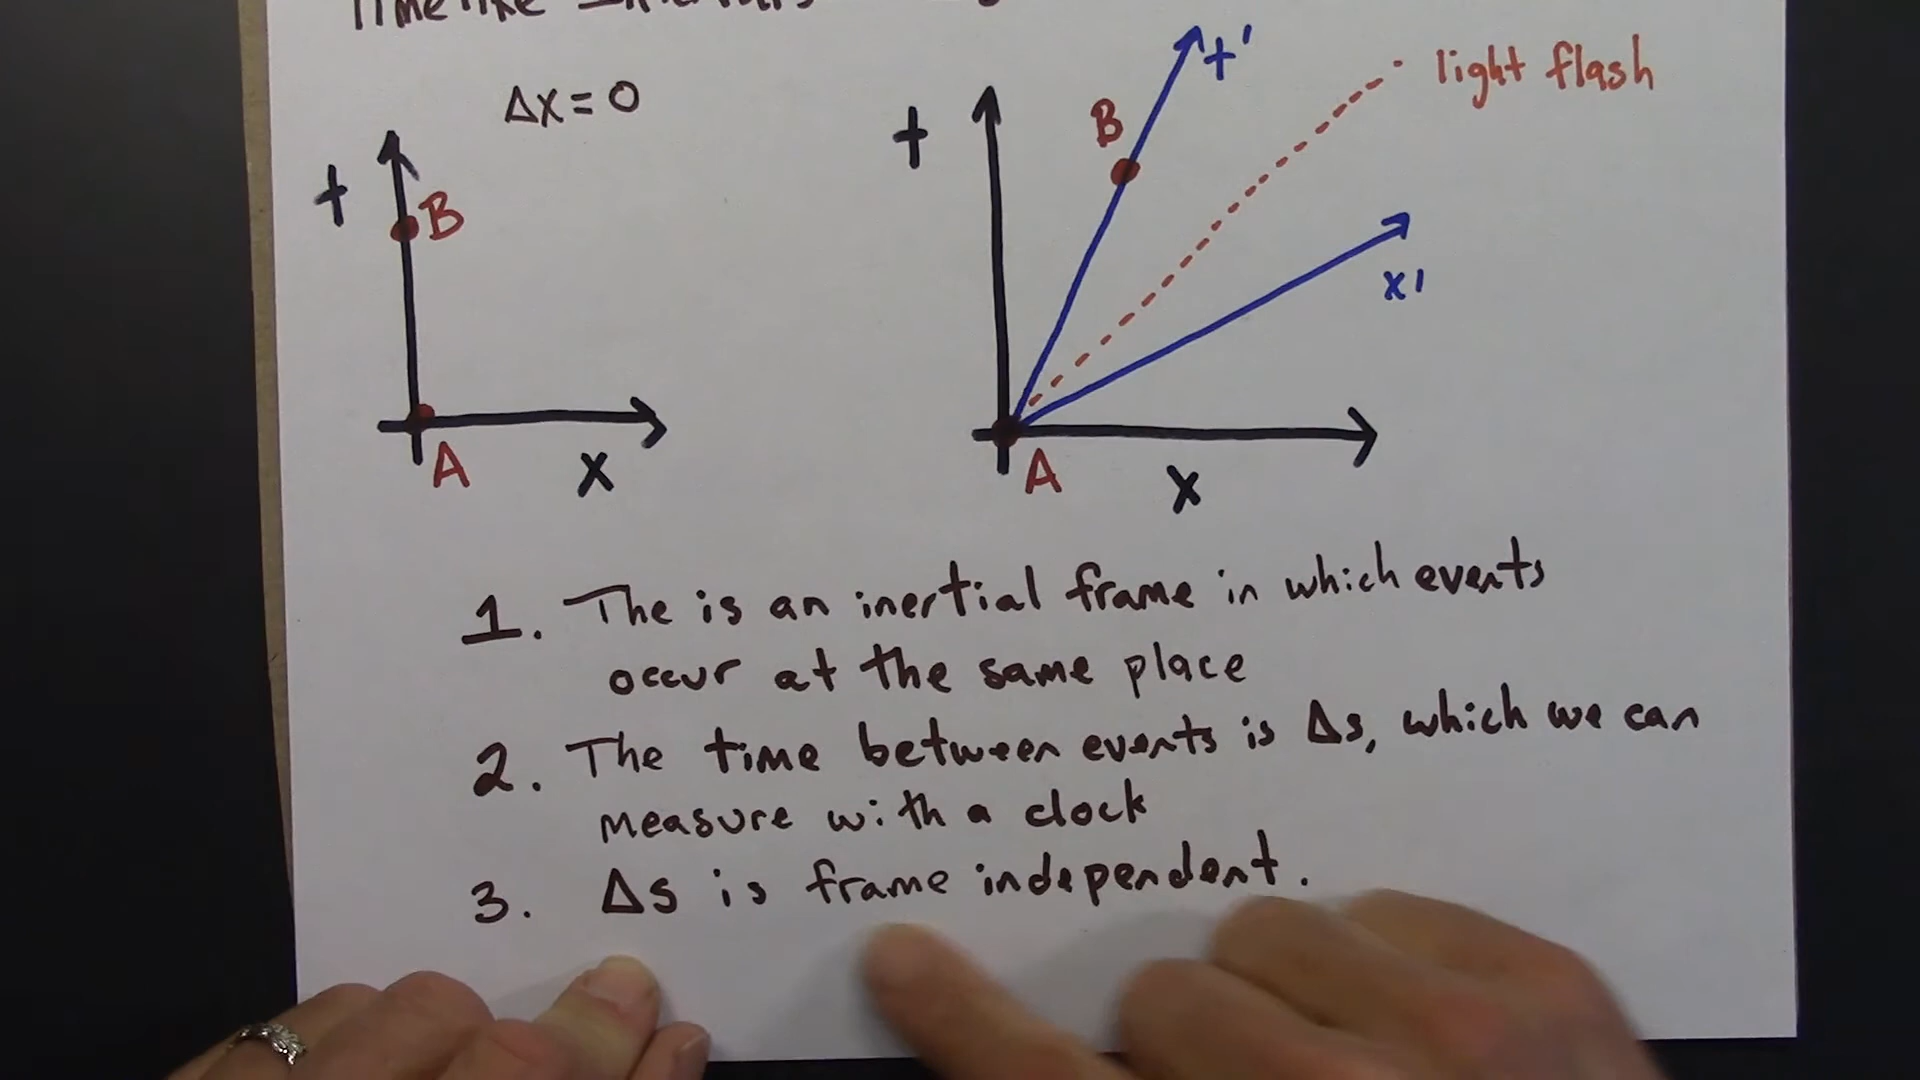 Timelike
Δx = 0
t'
light flash
B
t
t
B
x'
A
x
A
x
1. The is an inertial frame in which events
occur at the same place
2. The time between events is Δs, which we can
measure with a clock
3. Δs is frame independent.